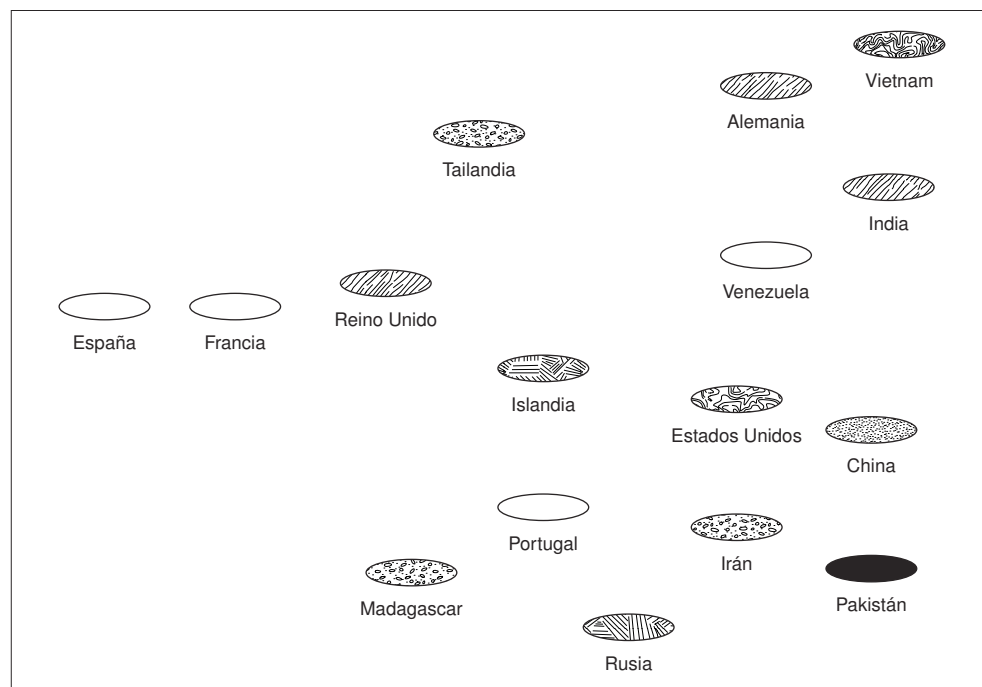 Vietnam
Alemania
Tailandia
India
Venezuela
Reino Unido
España
Francia
Islandia
Estados Unidos
China
Portugal
Irán
Madagascar
Pakistán
Rusia